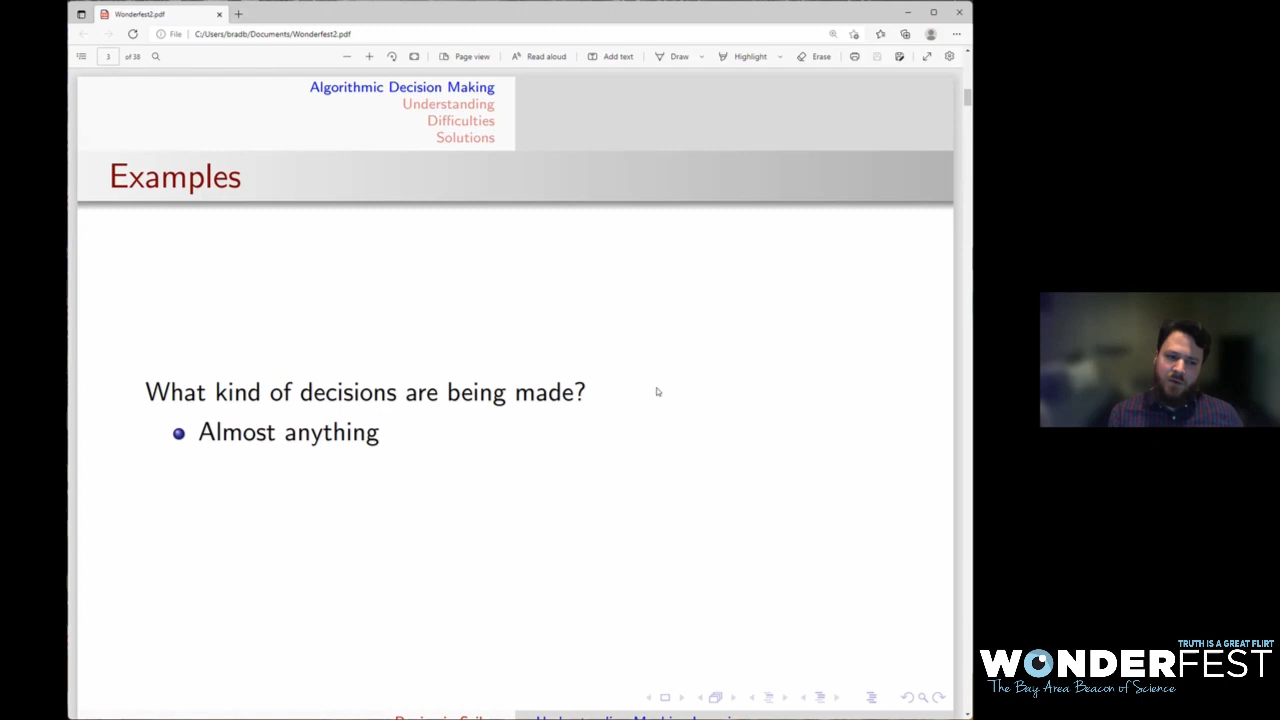 Wonderfest2.pdf
File
C:/Users/bradb/Documents/Wonderfest2.pdf
3
of 38
Page view
Read aloud
Add text
Draw
Highlight
Erase
Algorithmic Decision Making
Understanding
Difficulties
Solutions
Examples
What kind of decisions are being made?
Almost anything
TRUTH IS A GREAT FLIRT
WONDERFEST
The Bay Area Beacon of Science